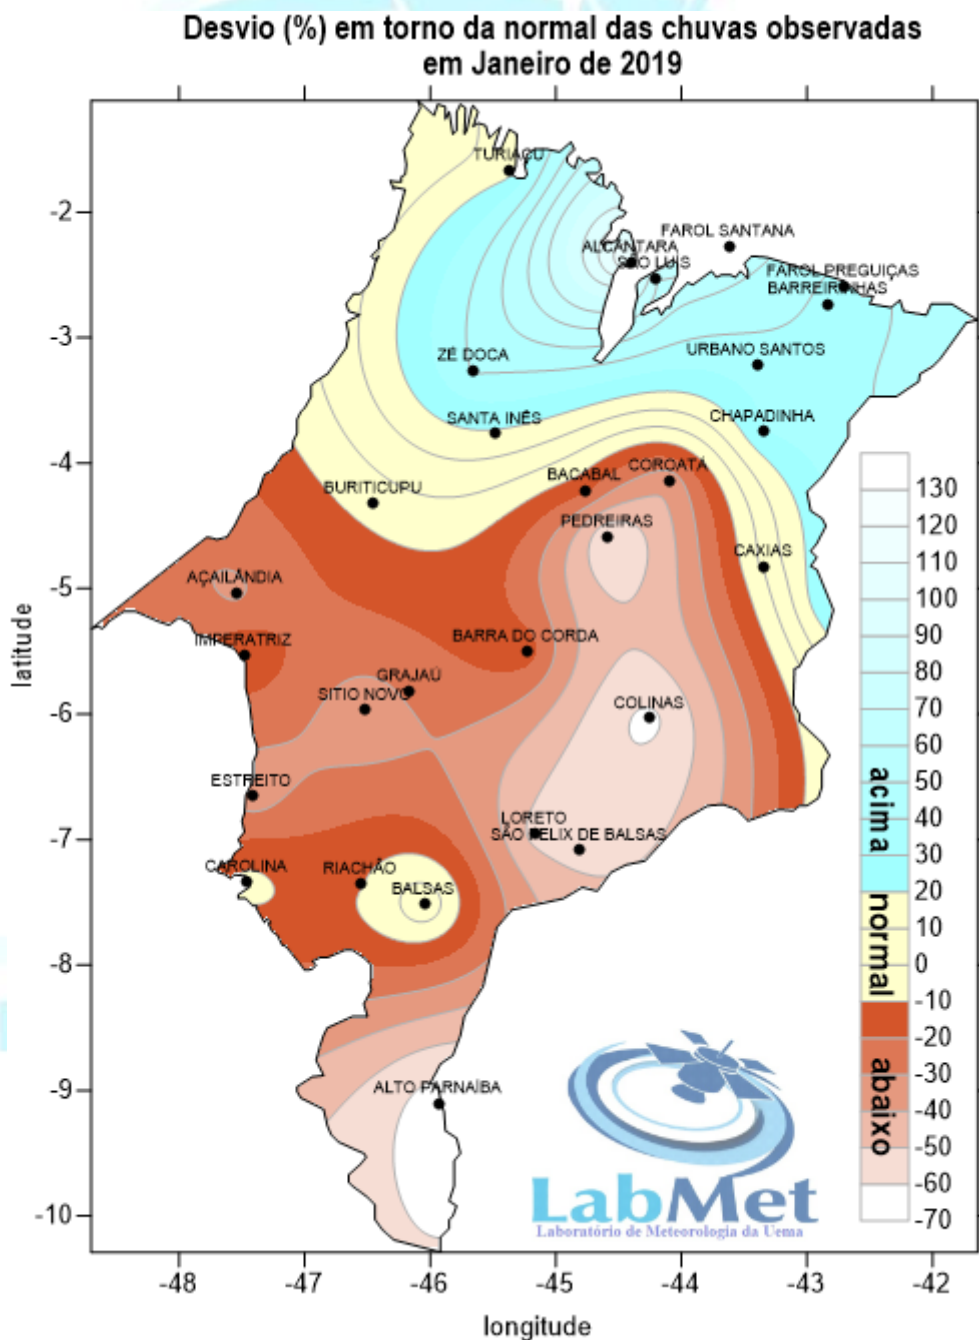 Desvio (%) em torno da normal das chuvas observadas
em Janeiro de 2019
TURIAÇU
-2
FAROL SANTANA
ALCÂNTARA
SÃO LUIS
FAROL PREGUIÇAS
BARREIRINHAS
-3
ZÉ DOCA
URBANO SANTOS
SANTA INÊS
CHAPADINHA
-4
BACABAL
COROATÁ
BURITICUPU
PEDREIRAS
CAXIAS
-5
AÇAILÂNDIA
IMPERATRIZ
BARRA DO CORDA
GRAJAÚ
SITIO NOVO
COLINAS
-6
ESTREITO
LORETO
SÃO FELIX DE BALSAS
-7
CAROLINA
RIACHÃO
BALSAS
-8
ALTO PARNAÍBA
-9
-10
latitude
130
120
110
100
90
80
70
60
50
40
30
20
10
0
-10
-20
-30
-40
-50
-60
-70
acima
normal
abaixo
LabMet
Laboratório de Meteorologia da Uema
-48
-47
-46
-45
-44
-43
-42
longitude